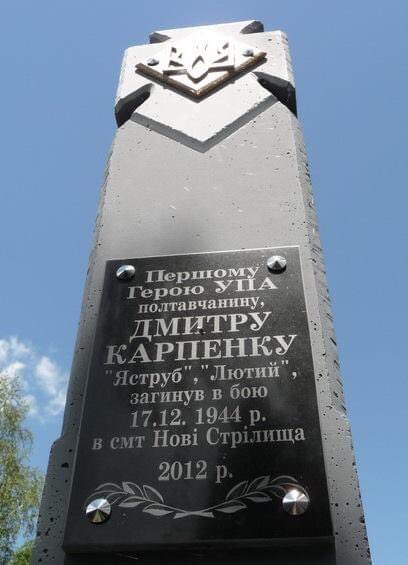 Першому
Герою УПА
полтавчанину,
ДМИТРУ
КАРПЕНКУ
"Яструб", "Лютий",
загинув в бою
17.12. 1944 р.
в смт Нові Стрілища
2012 р.